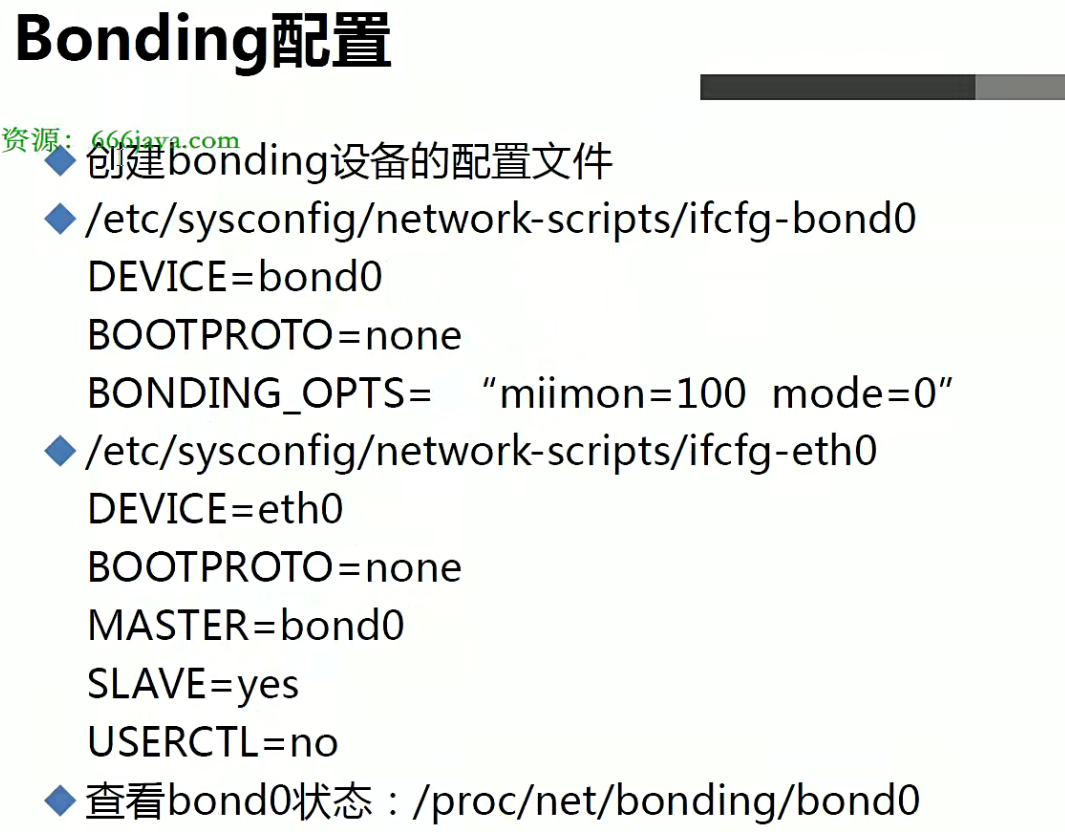 Bonding配置
资源：666java.com
创建bonding设备的配置文件
/etc/sysconfig/network-scripts/ifcfg-bond0
DEVICE=bond0
BOOTPROTO=none
BONDING_OPTS= “miimon=100 mode=0”
/etc/sysconfig/network-scripts/ifcfg-eth0
DEVICE=eth0
BOOTPROTO=none
MASTER=bond0
SLAVE=yes
USERCTL=no
查看bond0状态：/proc/net/bonding/bond0